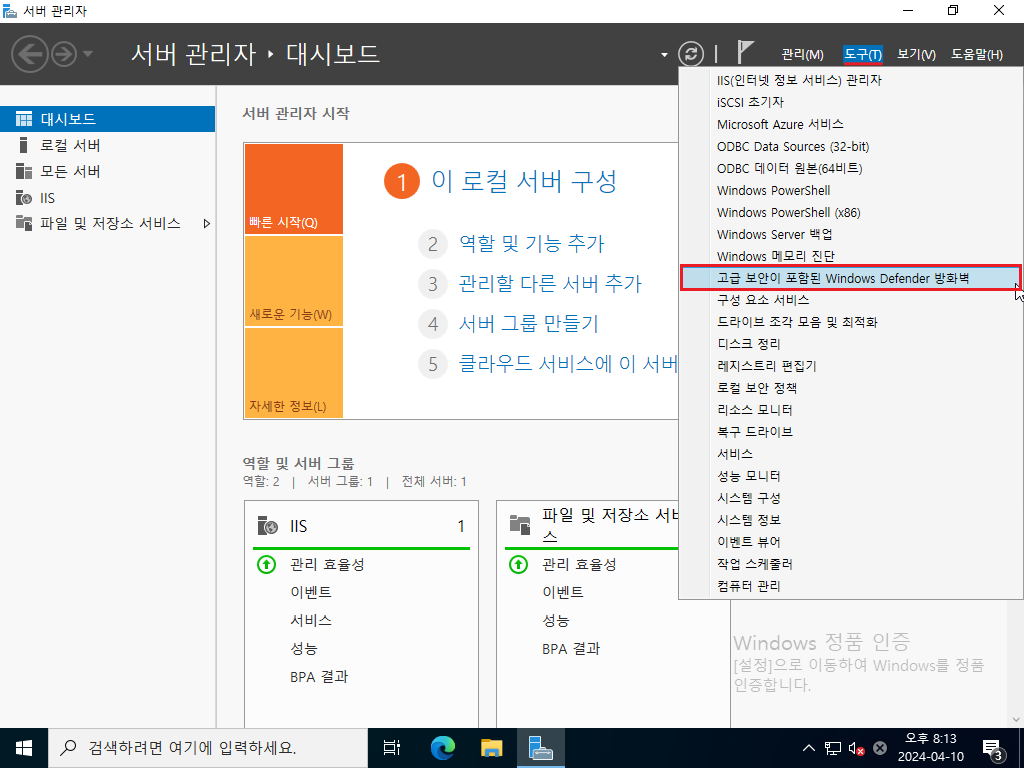 서버 관리자
서버 관리자 ‣ 대시보드
관리(M) 도구(T) 보기(V) 도움말(H)
대시보드
로컬 서버
모든 서버
IIS
파일 및 저장소 서비스
서버 관리자 시작
빠른 시작(Q)
새로운 기능(W)
자세한 정보(L)
1 이 로컬 서버 구성
2 역할 및 기능 추가
3 관리할 다른 서버 추가
4 서버 그룹 만들기
5 클라우드 서비스에 이 서버
역할 및 서버 그룹
역할: 2 | 서버 그룹: 1 | 전체 서버: 1
IIS 1
관리 효율성
이벤트
서비스
성능
BPA 결과
파일 및 저장소 서비
스
관리 효율성
이벤트
성능
BPA 결과
IIS(인터넷 정보 서비스) 관리자
iSCSI 초기자
Microsoft Azure 서비스
ODBC Data Sources (32-bit)
ODBC 데이터 원본(64비트)
Windows PowerShell
Windows PowerShell (x86)
Windows Server 백업
Windows 메모리 진단
고급 보안이 포함된 Windows Defender 방화벽
구성 요소 서비스
드라이브 조각 모음 및 최적화
디스크 정리
레지스트리 편집기
로컬 보안 정책
리소스 모니터
복구 드라이브
서비스
성능 모니터
시스템 구성
시스템 정보
이벤트 뷰어
작업 스케줄러
컴퓨터 관리
Windows 정품 인증
[설정]으로 이동하여 Windows를 정품
인증합니다.
검색하려면 여기에 입력하세요.
오후 8:13
2024-04-10
3